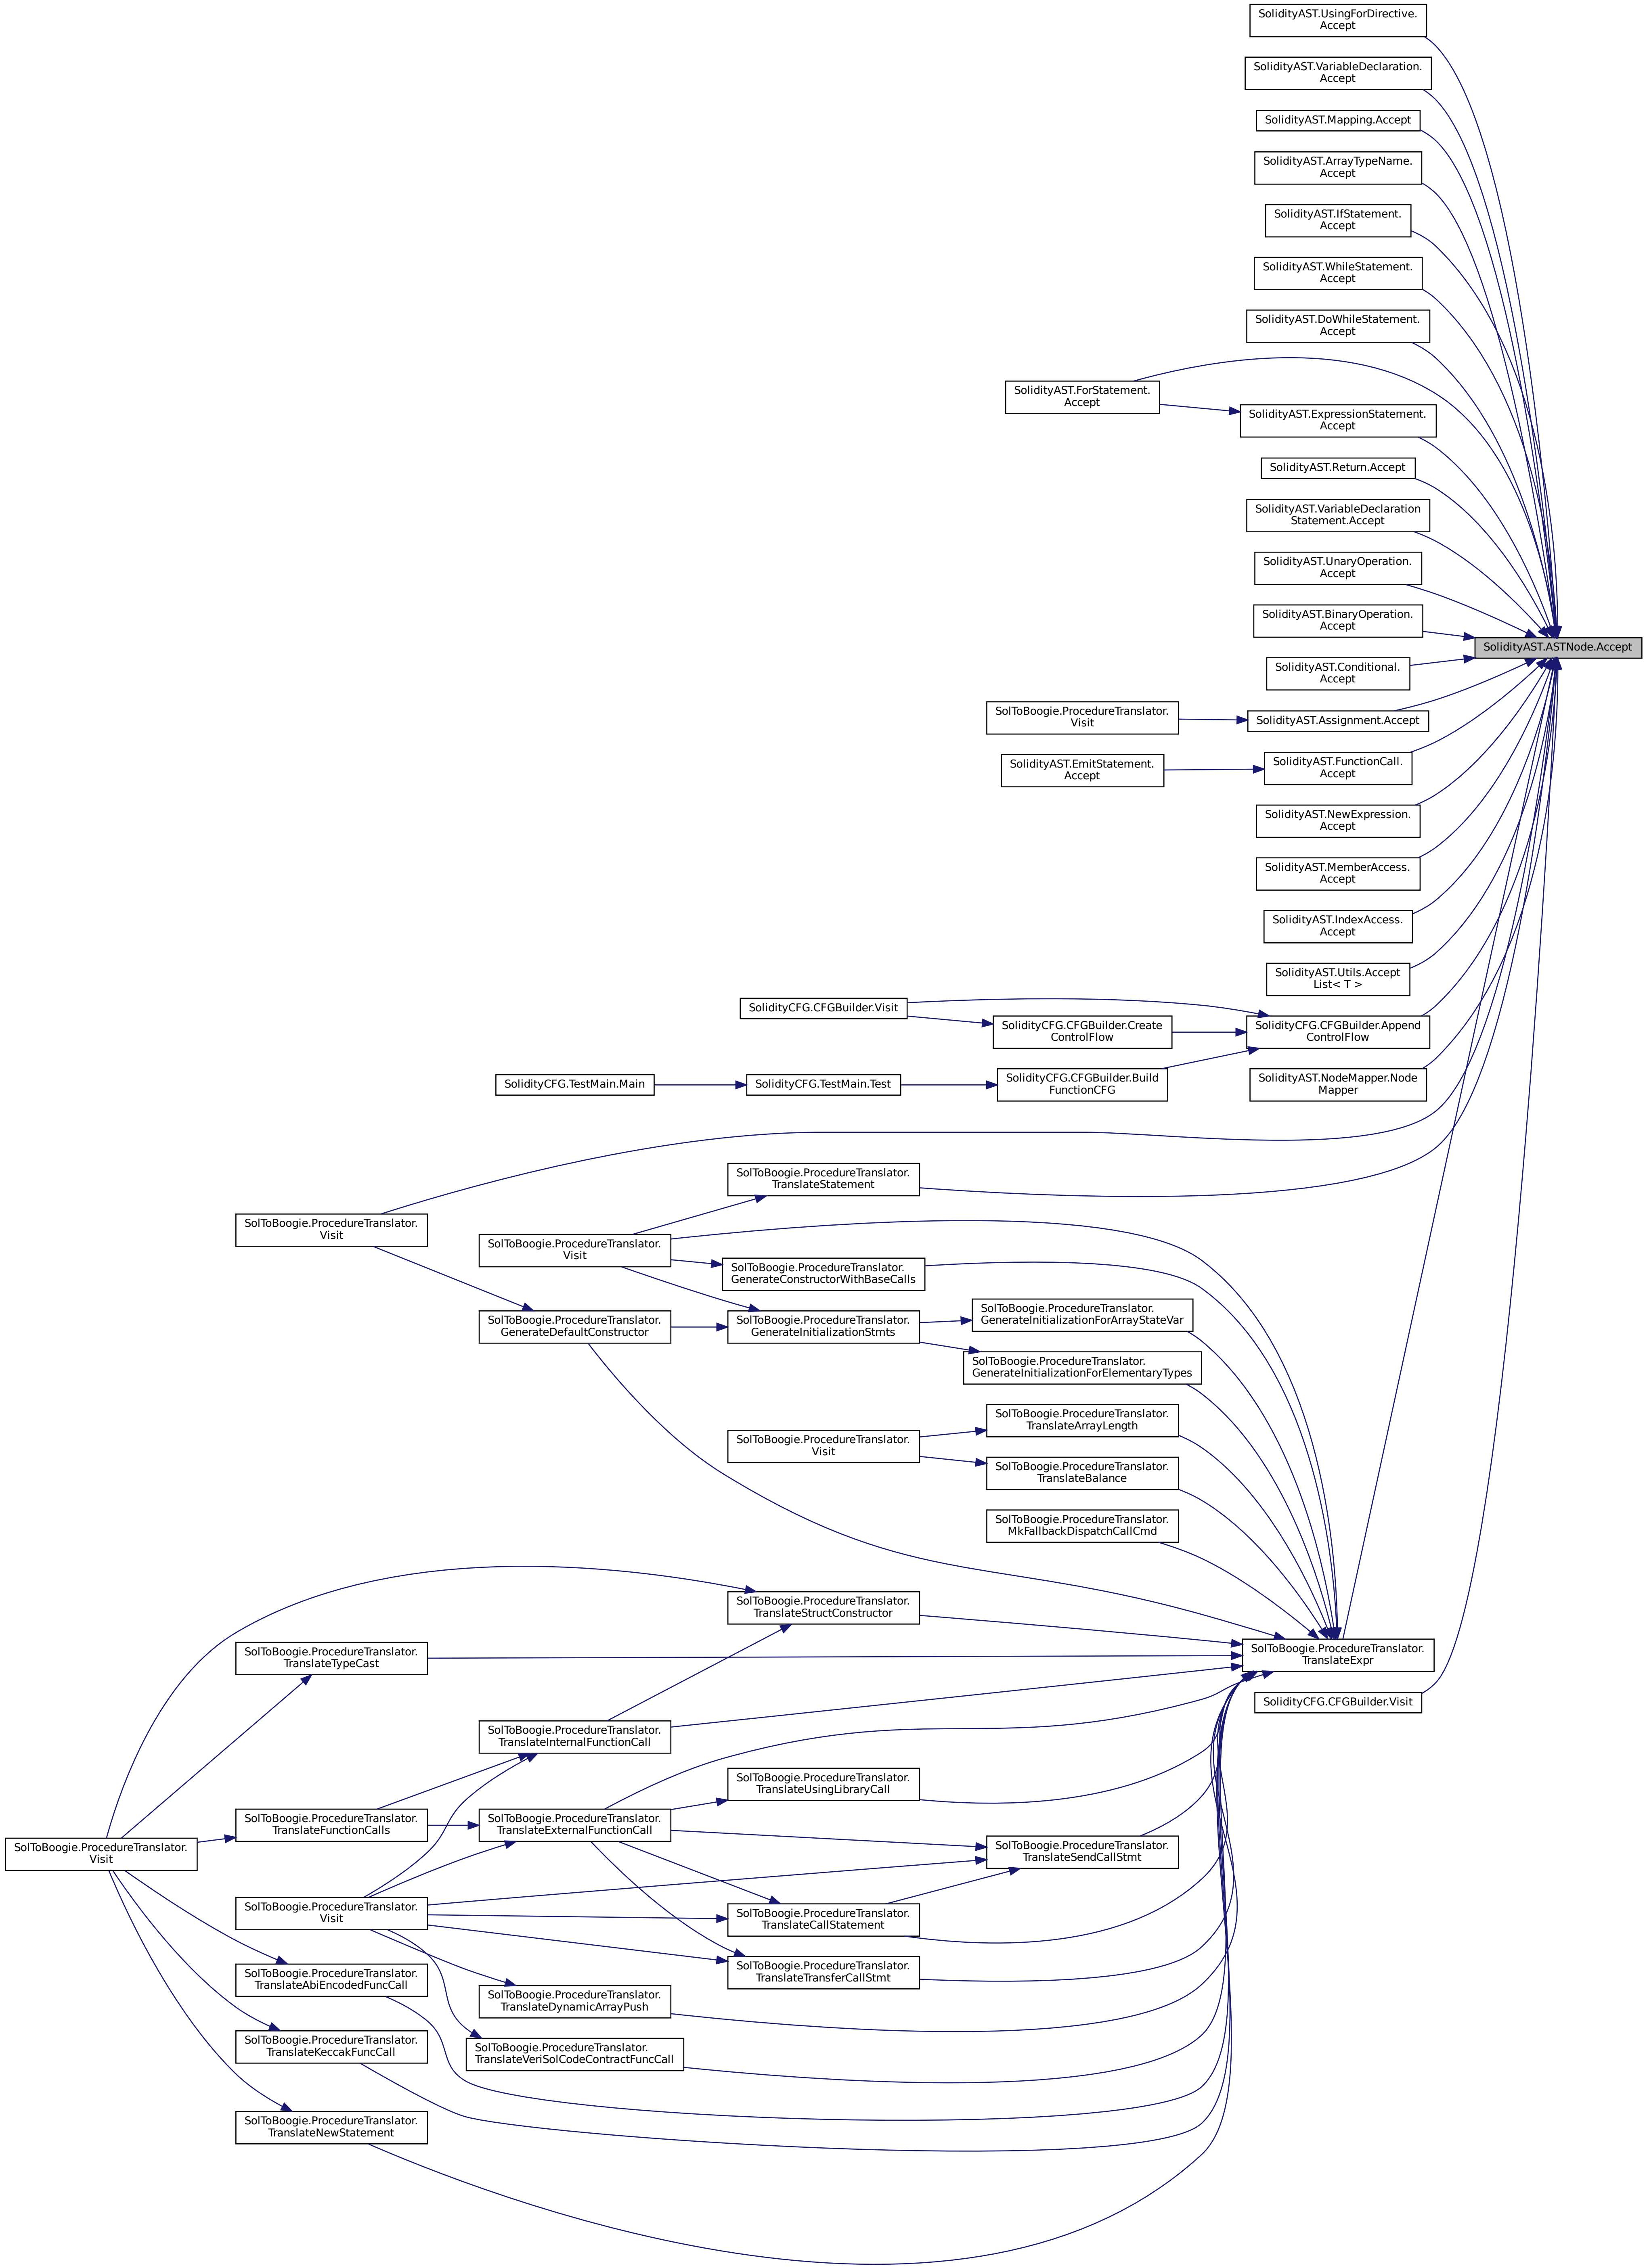 SolidityAST.UsingForDirective.
Accept
SolidityAST.VariableDeclaration.
Accept
SolidityAST.Mapping.Accept
SolidityAST.ArrayTypeName.
Accept
SolidityAST.IfStatement.
Accept
SolidityAST.WhileStatement.
Accept
SolidityAST.DoWhileStatement.
Accept
SolidityAST.ForStatement.
Accept
SolidityAST.ExpressionStatement.
Accept
SolidityAST.Return.Accept
SolidityAST.VariableDeclaration
Statement.Accept
SolidityAST.UnaryOperation.
Accept
SolidityAST.BinaryOperation.
Accept
SolidityAST.ASTNode.Accept
SolidityAST.Conditional.
Accept
SolToBoogie.ProcedureTranslator.
Visit
SolidityAST.Assignment.Accept
SolidityAST.EmitStatement.
Accept
SolidityAST.FunctionCall.
Accept
SolidityAST.NewExpression.
Accept
SolidityAST.MemberAccess.
Accept
SolidityAST.IndexAccess.
Accept
SolidityAST.Utils.Accept
List< T >
SolidityCFG.CFGBuilder.Visit
SolidityCFG.CFGBuilder.Create
ControlFlow
SolidityCFG.CFGBuilder.Append
ControlFlow
SolidityCFG.TestMain.Main
SolidityCFG.TestMain.Test
SolidityCFG.CFGBuilder.Build
FunctionCFG
SolidityAST.NodeMapper.Node
Mapper
SolToBoogie.ProcedureTranslator.
TranslateStatement
SolToBoogie.ProcedureTranslator.
Visit
SolToBoogie.ProcedureTranslator.
Visit
SolToBoogie.ProcedureTranslator.
GenerateConstructorWithBaseCalls
SolToBoogie.ProcedureTranslator.
GenerateDefaultConstructor
SolToBoogie.ProcedureTranslator.
GenerateInitializationStmts
SolToBoogie.ProcedureTranslator.
GenerateInitializationForArrayStateVar
SolToBoogie.ProcedureTranslator.
GenerateInitializationForElementaryTypes
SolToBoogie.ProcedureTranslator.
TranslateArrayLength
SolToBoogie.ProcedureTranslator.
Visit
SolToBoogie.ProcedureTranslator.
TranslateBalance
SolToBoogie.ProcedureTranslator.
MkFallbackDispatchCallCmd
SolToBoogie.ProcedureTranslator.
TranslateStructConstructor
SolToBoogie.ProcedureTranslator.
TranslateTypeCast
SolToBoogie.ProcedureTranslator.
TranslateExpr
SolidityCFG.CFGBuilder.Visit
SolToBoogie.ProcedureTranslator.
TranslateInternalFunctionCall
SolToBoogie.ProcedureTranslator.
TranslateUsingLibraryCall
SolToBoogie.ProcedureTranslator.
TranslateFunctionCalls
SolToBoogie.ProcedureTranslator.
TranslateExternalFunctionCall
SolToBoogie.ProcedureTranslator.
Visit
SolToBoogie.ProcedureTranslator.
TranslateSendCallStmt
SolToBoogie.ProcedureTranslator.
Visit
SolToBoogie.ProcedureTranslator.
TranslateCallStatement
SolToBoogie.ProcedureTranslator.
TranslateAbiEncodedFuncCall
SolToBoogie.ProcedureTranslator.
TranslateTransferCallStmt
SolToBoogie.ProcedureTranslator.
TranslateDynamicArrayPush
SolToBoogie.ProcedureTranslator.
TranslateKeccakFuncCall
SolToBoogie.ProcedureTranslator.
TranslateVeriSolCodeContractFuncCall
SolToBoogie.ProcedureTranslator.
TranslateNewStatement